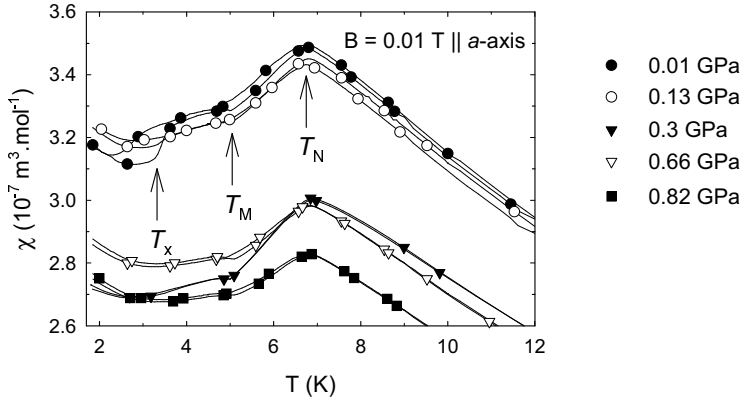 B = 0.01 T || a-axis
χ (10⁻⁷ m³.mol⁻¹)
3.6
3.4
3.2
3.0
2.8
2.6
T_N
T_M
T_x
2 4 6 8 10 12
T (K)
0.01 GPa
0.13 GPa
0.3 GPa
0.66 GPa
0.82 GPa